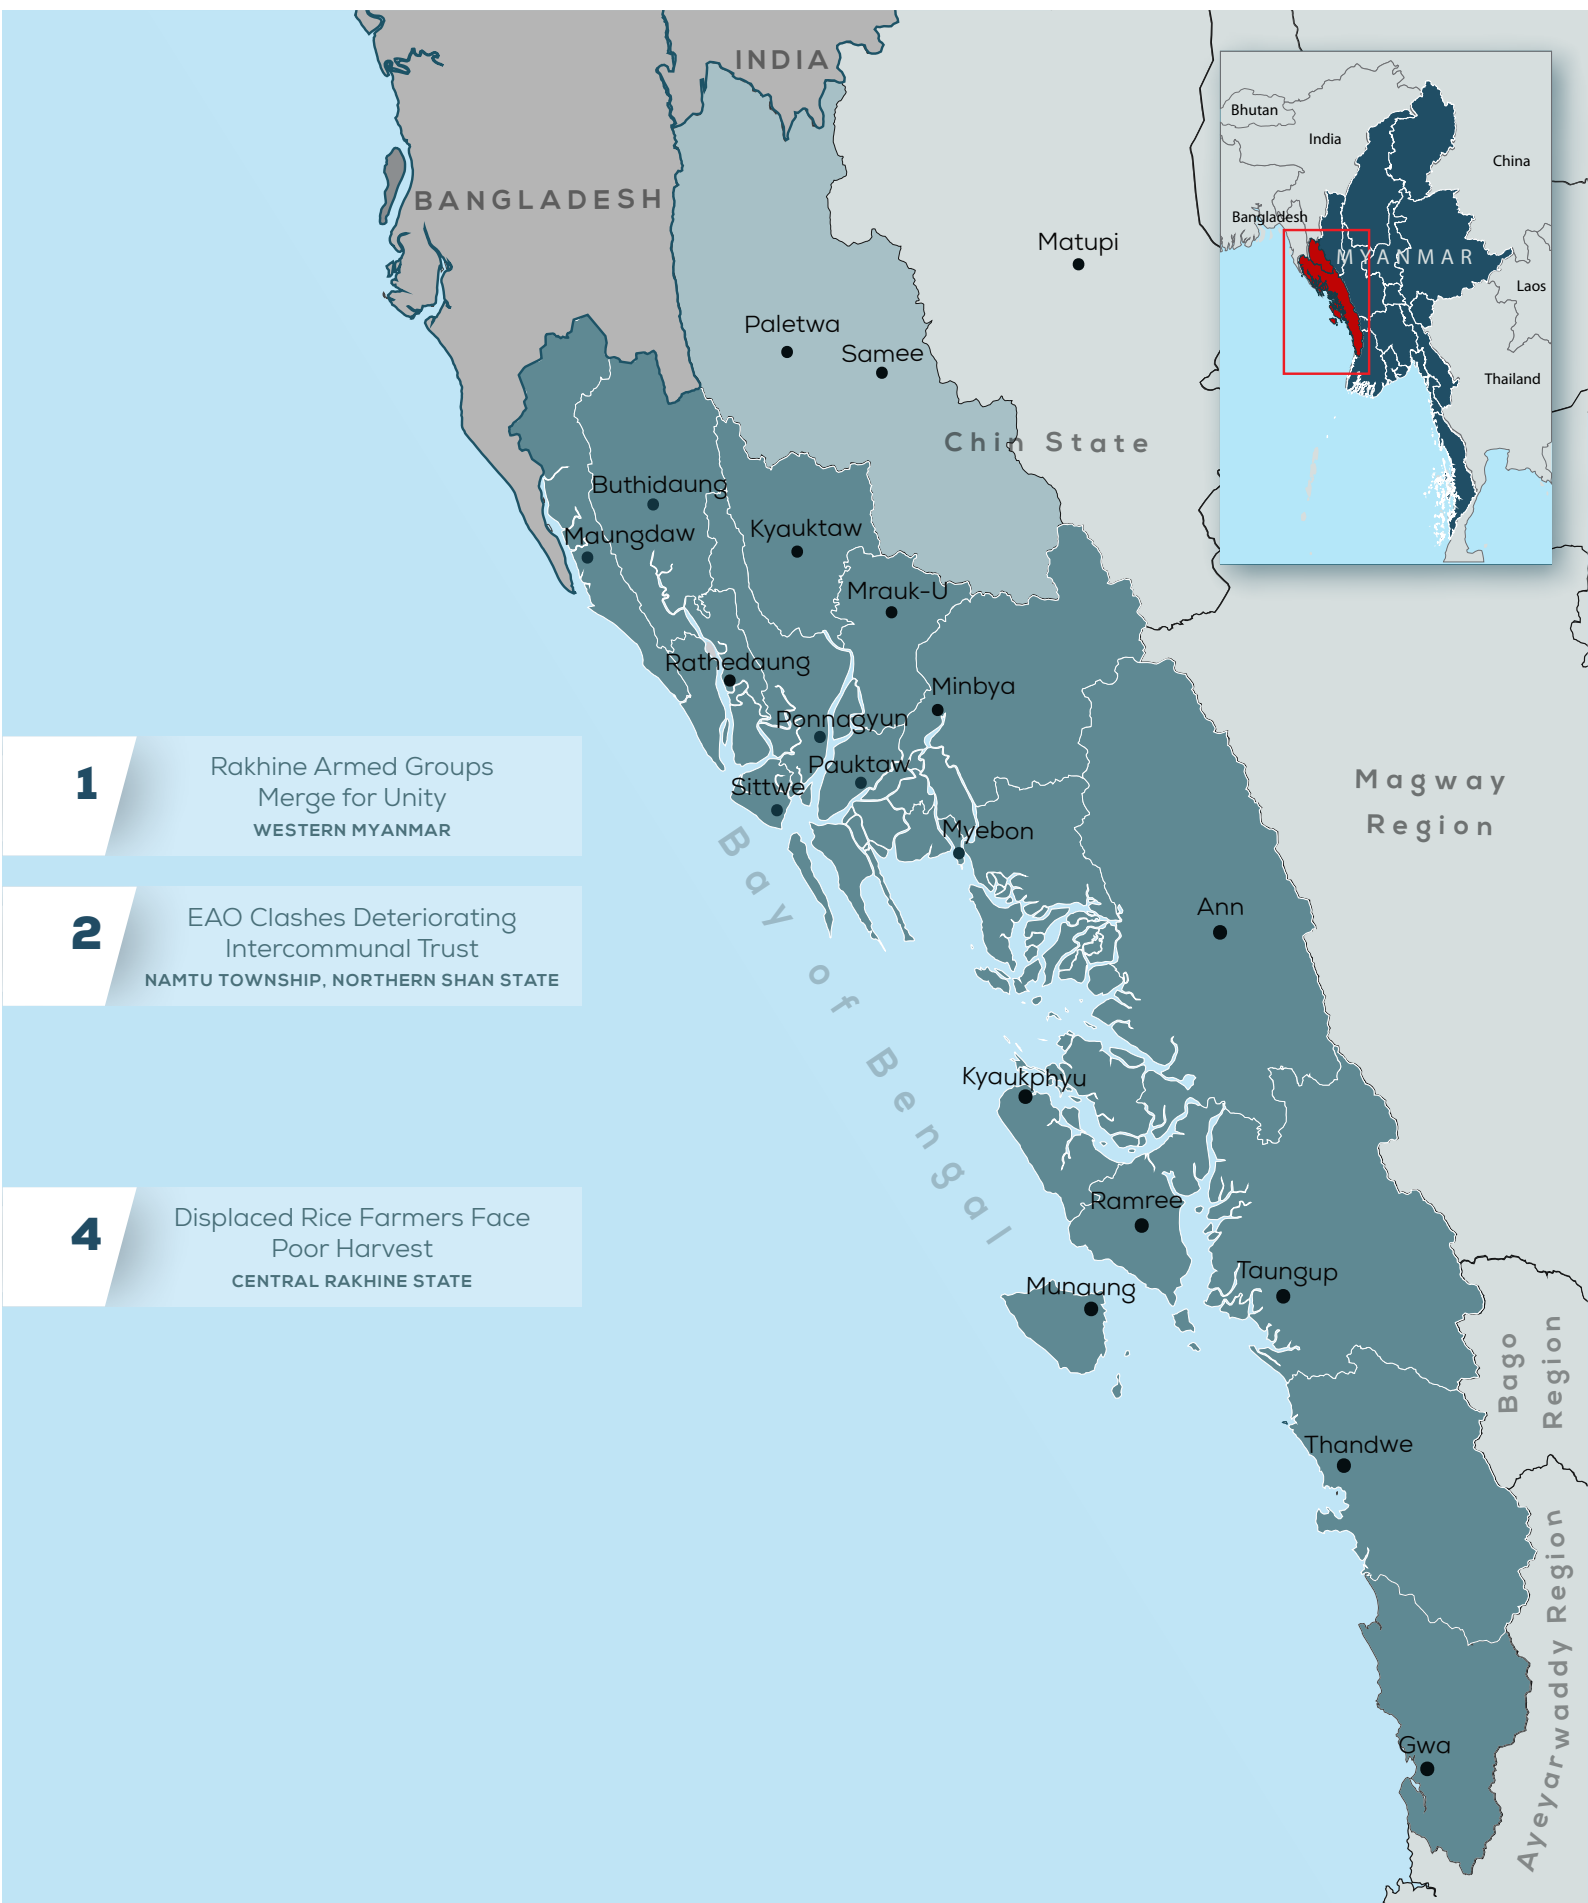 INDIA
Bhutan
India
China
BANGLADESH
Bangladesh
Matupi
MYANMAR
Laos
Paletwa
Samee
Thailand
Chin State
Buthidaung
Maungdaw
Kyauktaw
Mrauk-U
Rathedaung
Minbya
Ponnagyun
Pauktaw
Sittwe
Myebon
Magway
Region
1
Rakhine Armed Groups
Merge for Unity
WESTERN MYANMAR
2
EAO Clashes Deteriorating
Intercommunal Trust
NAMTU TOWNSHIP, NORTHERN SHAN STATE
Bay of Bengal
Ann
Kyaukphyu
4
Displaced Rice Farmers Face
Poor Harvest
CENTRAL RAKHINE STATE
Ramree
Munaung
Taungup
Bago
Region
Thandwe
Ayeyarwaddy Region
Gwa